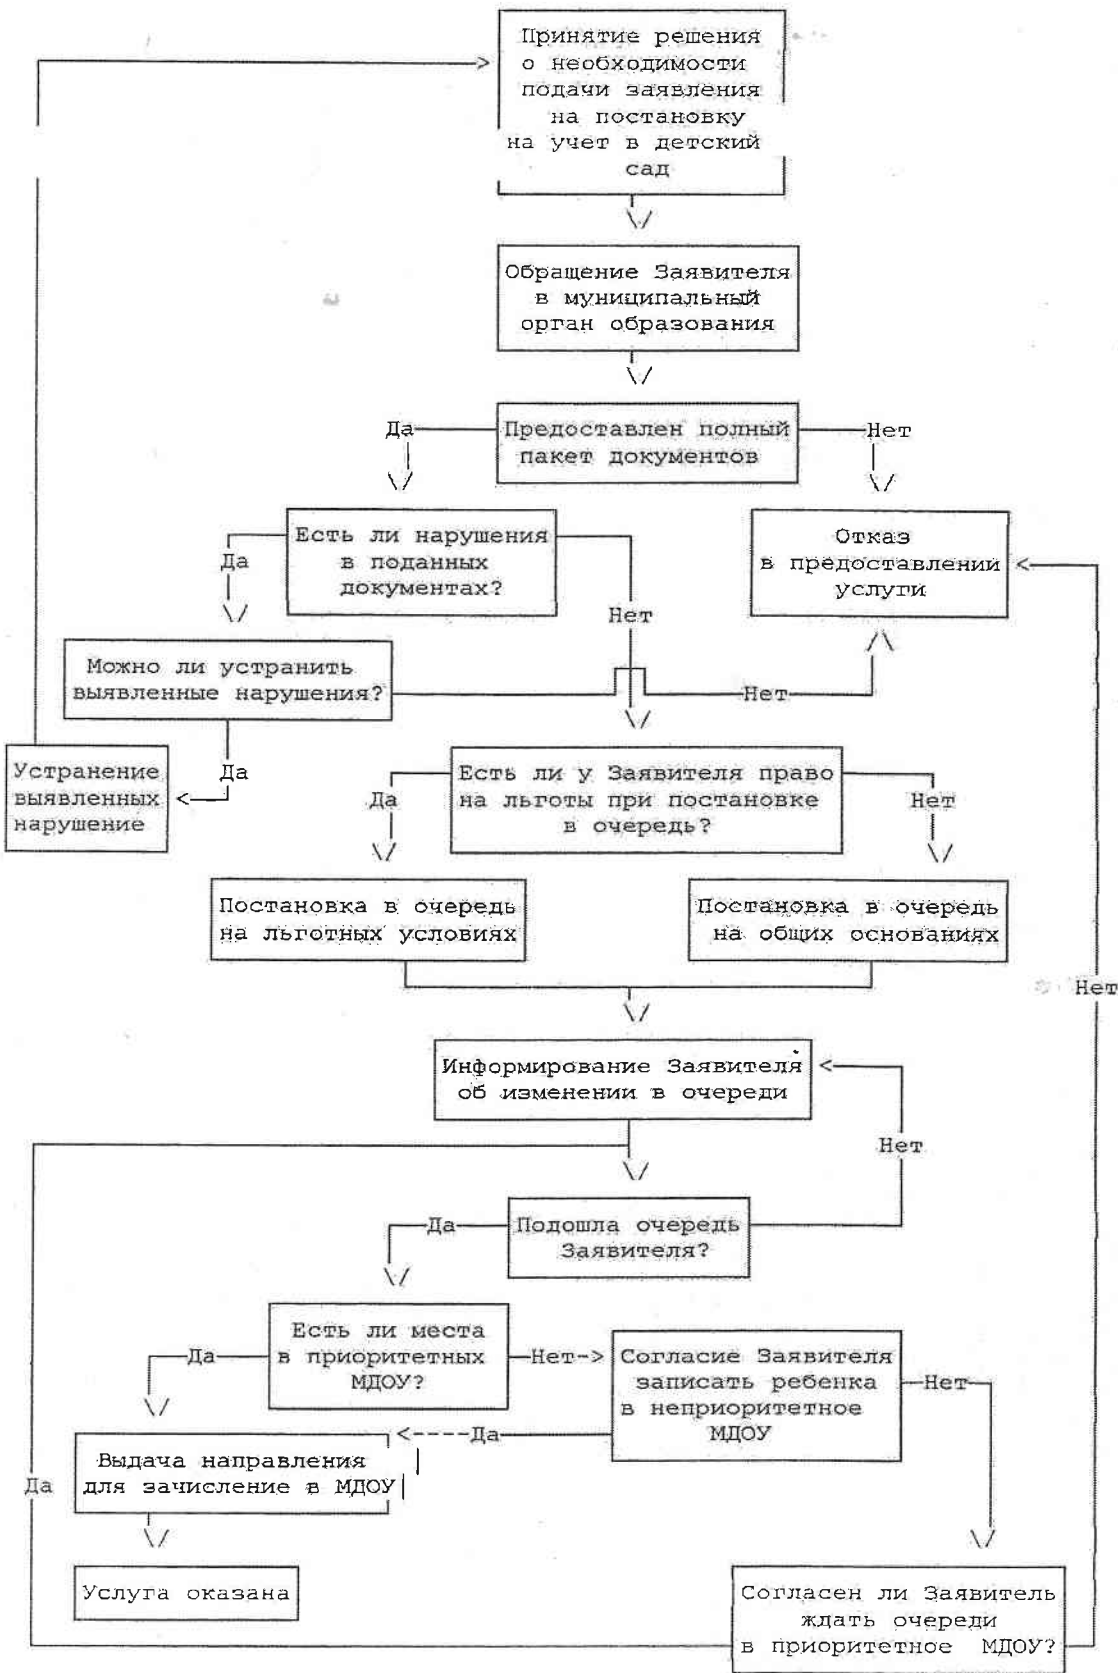 Принятие решения
о необходимости
подачи заявления
на постановку
на учет в детский
сад
Обращение Заявителя
в муниципальный
орган образования
Да
Предоставлен полный
пакет документов
Нет
Есть ли нарушения
в поданных
документах?
Да
Нет
Отказ
в предоставлений
услуги
Можно ли устранить
выявленные нарушения?
Нет
Да
Устранение
выявленных
нарушение
Есть ли у Заявителя право
на льготы при постановке
в очередь?
Да
Нет
Постановка в очередь
на льготных условиях
Постановка в очередь
на общих основаниях
Нет
Информирование Заявителя
об изменении в очереди
Нет
Да
Подошла очередь
Заявителя?
Есть ли места
в приоритетных
МДОУ?
Да
Нет->
Согласие Заявителя
записать ребенка
в неприоритетное
МДОУ
Нет
<----Да
Выдача направления
для зачисление в МДОУ
Да
Услуга оказана
Согласен ли Заявитель
ждать очереди
в приоритетное МДОУ?